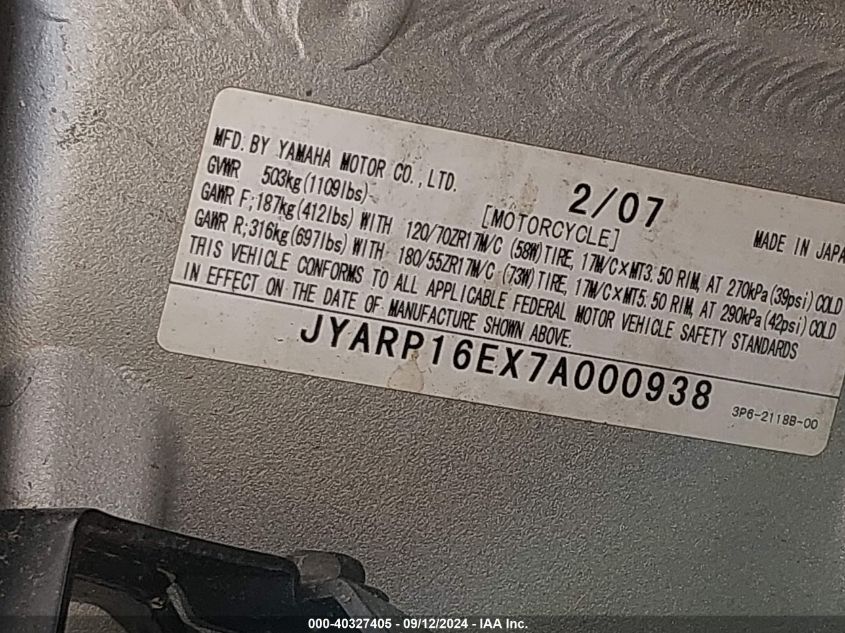 MFD. BY YAMAHA MOTOR CO., LTD.
2/07
MADE IN JAPA
GVWR 503kg(1109lbs)
[MOTORCYCLE]
GAWR F;187kg(412lbs) WITH 120/70ZR17M/C (58W)TIRE, 17M/C×MT3.50 RIM, AT 270kPa(39psi)COLD
GAWR R;316kg(697lbs) WITH 180/55ZR17M/C (73W)TIRE, 17M/C×MT5.50 RIM, AT 290kPa(42psi)COLD
THIS VEHICLE CONFORMS TO ALL APPLICABLE FEDERAL MOTOR VEHICLE SAFETY STANDARDS
IN EFFECT ON THE DATE OF MANUFACTURE SHOWN ABOVE.
JYARP16EX7A000938
3P6-2118B-00
000-40327405 - 09/12/2024 - IAA Inc.